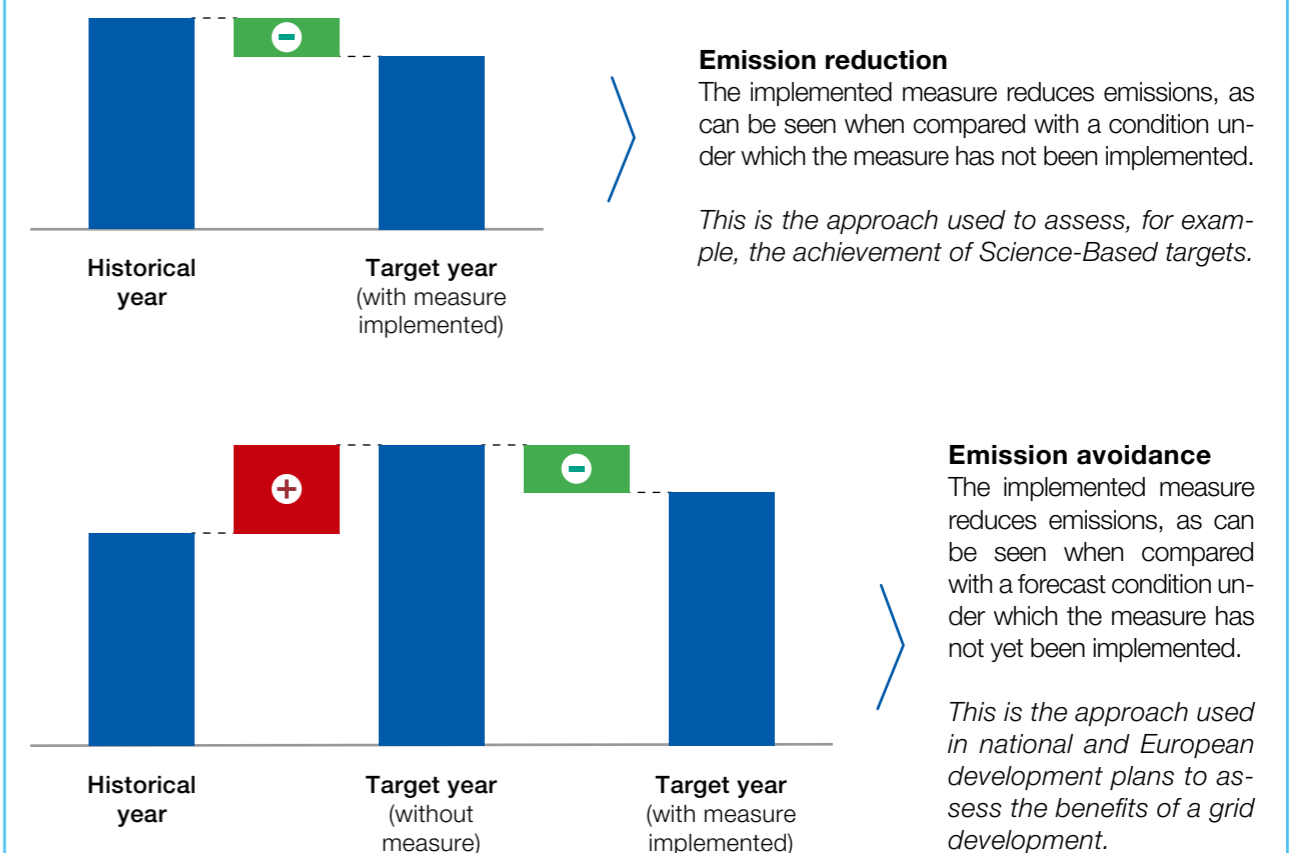 Emission reduction
The implemented measure reduces emissions, as
can be seen when compared with a condition un-
der which the measure has not been implemented.
This is the approach used to assess, for exam-
ple, the achievement of Science-Based targets.
Historical
year
Target year
(with measure
implemented)
Emission avoidance
The implemented measure
reduces emissions, as can
be seen when compared
with a forecast condition un-
der which the measure has
not yet been implemented.
This is the approach used
in national and European
development plans to as-
sess the benefits of a grid
development.
Historical
year
Target year
(without
measure)
Target year
(with measure
implemented)